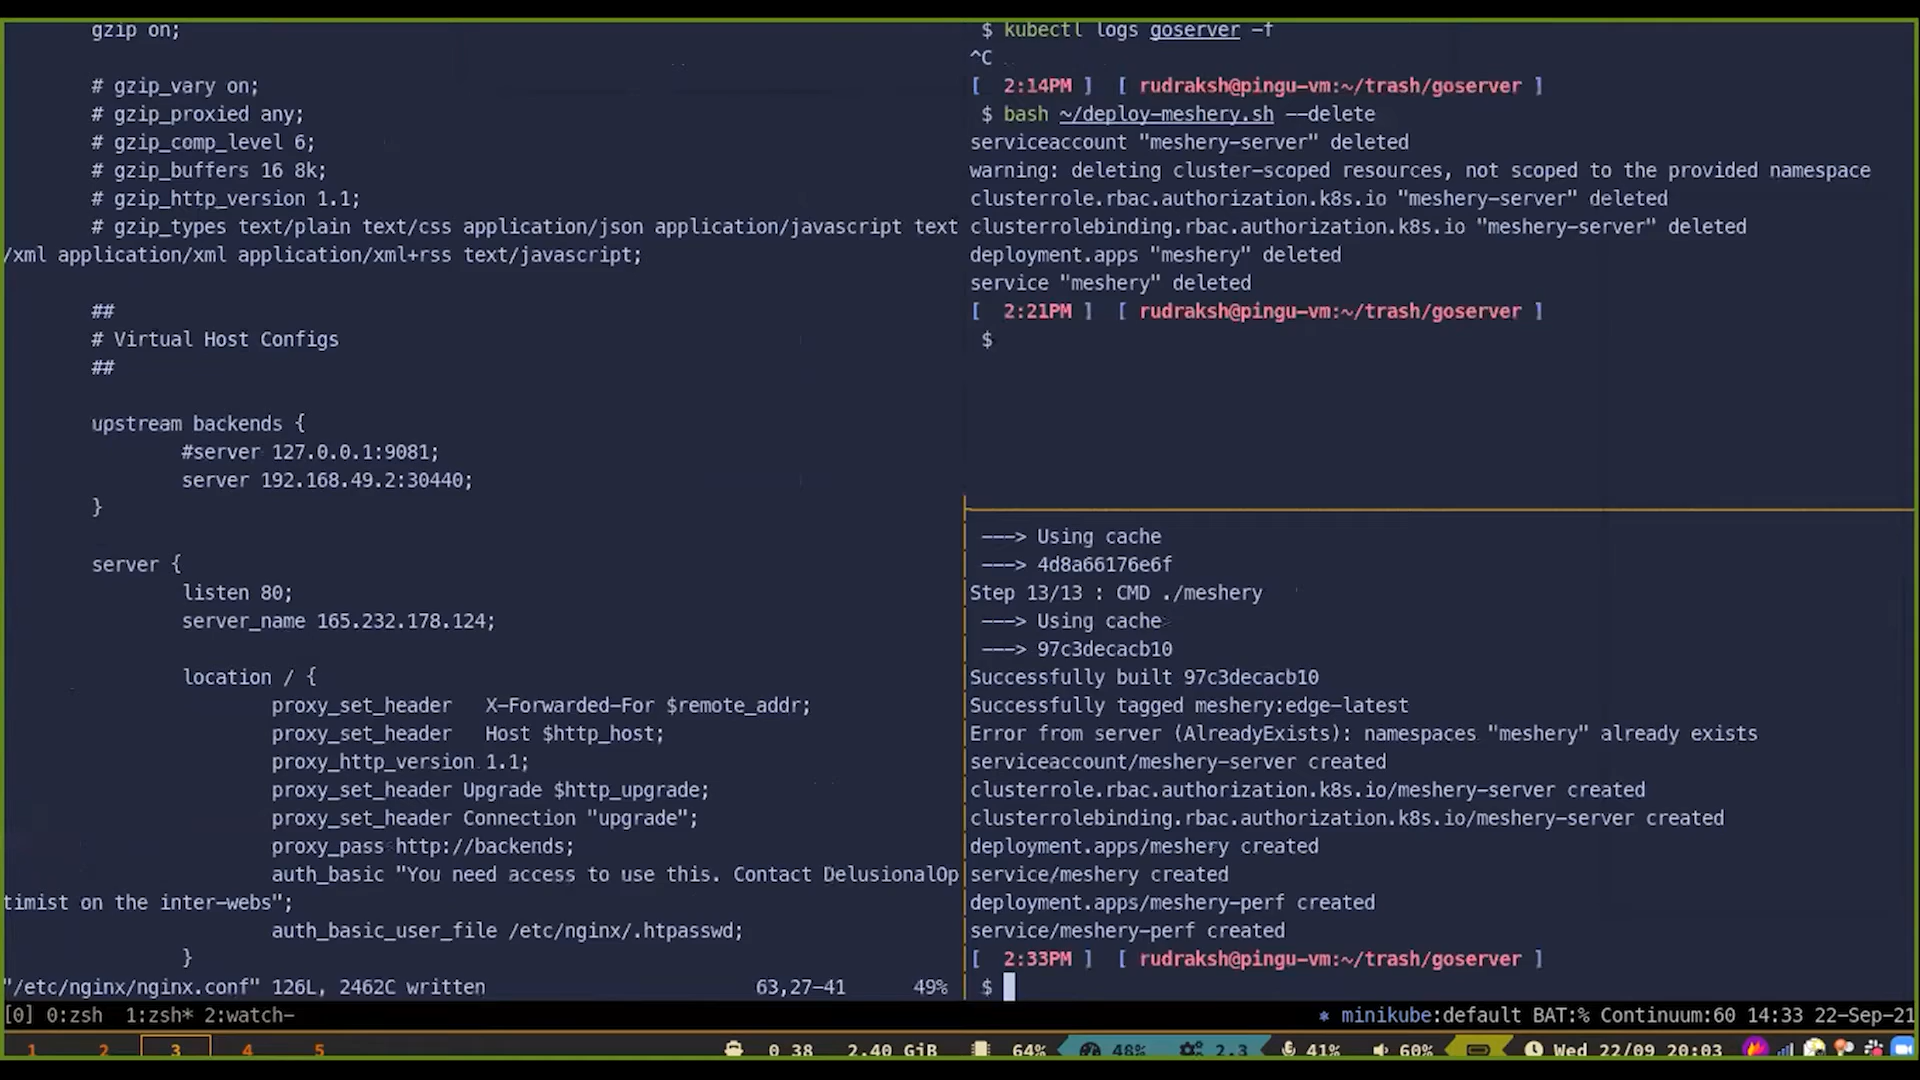 gzip on;
# gzip_vary on;
# gzip_proxied any;
# gzip_comp_level 6;
# gzip_buffers 16 8k;
# gzip_http_version 1.1;
# gzip_types text/plain text/css application/json application/javascript text
/xml application/xml application/xml+rss text/javascript;
##
# Virtual Host Configs
##
upstream backends {
#server 127.0.0.1:9081;
server 192.168.49.2:30440;
}
server {
listen 80;
server_name 165.232.178.124;
location / {
proxy_set_header X-Forwarded-For $remote_addr;
proxy_set_header Host $http_host;
proxy_http_version 1.1;
proxy_set_header Upgrade $http_upgrade;
proxy_set_header Connection "upgrade";
proxy_pass http://backends;
auth_basic "You need access to use this. Contact DelusionalOp
timist on the inter-webs";
auth_basic_user_file /etc/nginx/.htpasswd;
}
"/etc/nginx/nginx.conf" 126L, 2462C written 63,27-41 49%
$ kubectl logs goserver -f
^C
[ 2:14PM ] [ rudraksh@pingu-vm:~/trash/goserver ]
$ bash ~/deploy-meshery.sh --delete
serviceaccount "meshery-server" deleted
warning: deleting cluster-scoped resources, not scoped to the provided namespace
clusterrole.rbac.authorization.k8s.io "meshery-server" deleted
clusterrolebinding.rbac.authorization.k8s.io "meshery-server" deleted
deployment.apps "meshery" deleted
service "meshery" deleted
[ 2:21PM ] [ rudraksh@pingu-vm:~/trash/goserver ]
$
---> Using cache
---> 4d8a66176e6f
Step 13/13 : CMD ./meshery
---> Using cache
---> 97c3decacb10
Successfully built 97c3decacb10
Successfully tagged meshery:edge-latest
Error from server (AlreadyExists): namespaces "meshery" already exists
serviceaccount/meshery-server created
clusterrole.rbac.authorization.k8s.io/meshery-server created
clusterrolebinding.rbac.authorization.k8s.io/meshery-server created
deployment.apps/meshery created
service/meshery created
deployment.apps/meshery-perf created
service/meshery-perf created
[ 2:33PM ] [ rudraksh@pingu-vm:~/trash/goserver ]
$
[0] 0:zsh 1:zsh* 2:watch- minikube:default BAT:% Continuum:60 14:33 22-Sep-21
1 2 3 4 5 0.38 2.40 GiB 64% 48% 2.3 41% 60% Wed 22/09 20:03